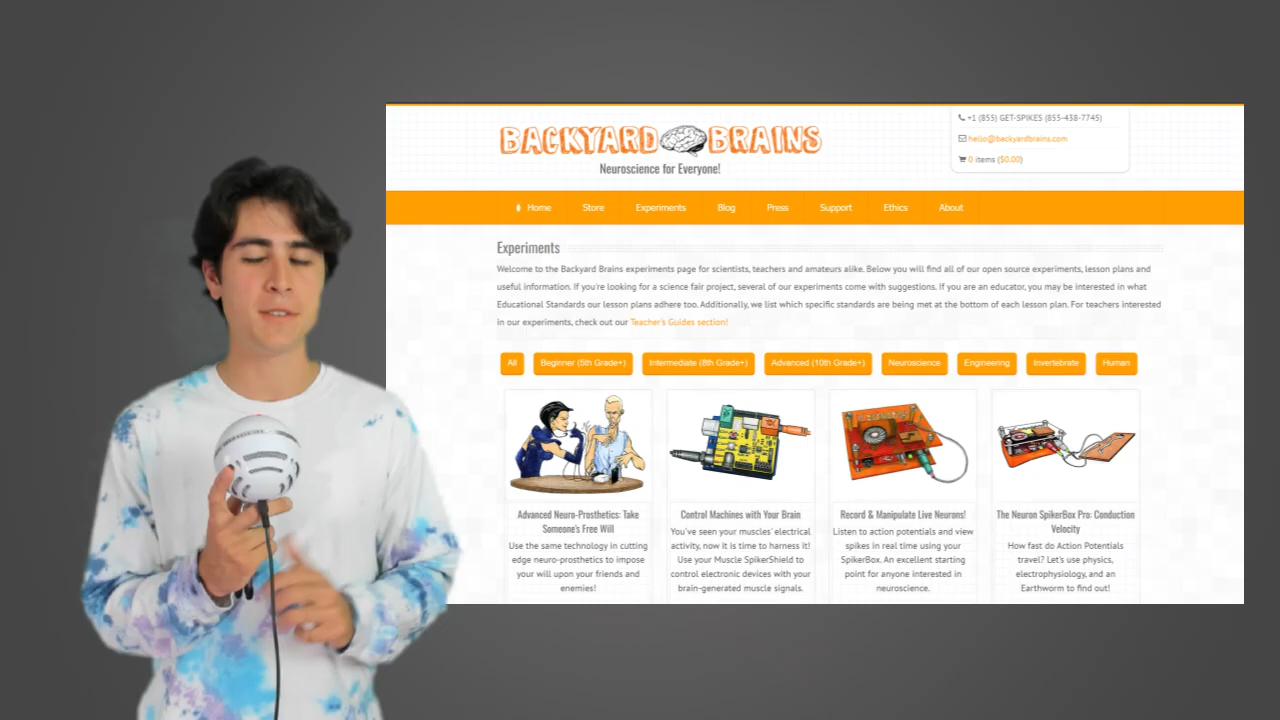 BACKYARD BRAINS
Neuroscience for Everyone!
+1 (855) GET-SPIKES (855-438-7745)
hello@backyardbrains.com
0 items ($0.00)
Home Store Experiments Blog Press Support Ethics About
Experiments
Welcome to the Backyard Brains experiments page for scientists, teachers and amateurs alike. Below you will find all of our open source experiments, lesson plans and
useful information. If you're looking for a science fair project, several of our experiments come with suggestions. If you are an educator, you may be interested in what
Educational Standards our lesson plans adhere too. Additionally, we list which specific standards are being met at the bottom of each lesson plan. For teachers interested
in our experiments, check out our Teacher's Guides section!
All Beginner (5th Grade+) Intermediate (8th Grade+) Advanced (10th Grade+) Neuroscience Engineering Invertebrate Human
Advanced Neuro-Prosthetics: Take
Someone's Free Will
Use the same technology in cutting
edge neuro-prosthetics to impose
your will upon your friends and
enemies!
Control Machines with Your Brain
You've seen your muscles' electrical
activity, now it is time to harness it!
Use your Muscle SpikerShield to
control electronic devices with your
brain-generated muscle signals.
Record & Manipulate Live Neurons!
Listen to action potentials and view
spikes in real time using your
SpikerBox. An excellent starting
point for anyone interested in
neuroscience.
The Neuron SpikerBox Pro: Conduction
Velocity
How fast do Action Potentials
travel? Let's use physics,
electrophysiology, and an
Earthworm to find out!